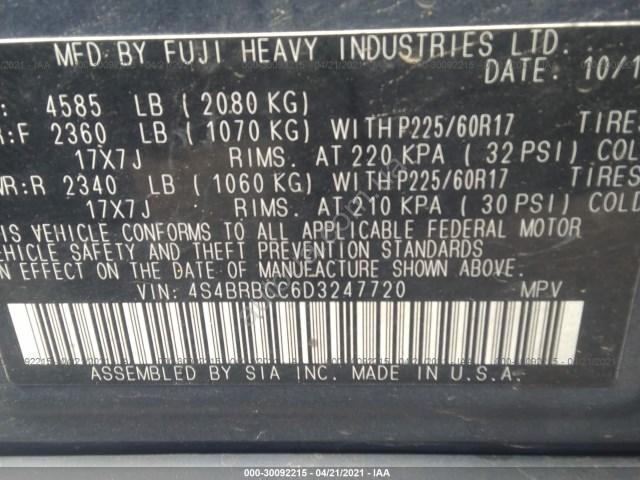 MFD. BY FUJI HEAVY INDUSTRIES LTD.
DATE: 10/1
: 4585 LB ( 2080 KG)
R:F 2360 LB ( 1070 KG) WITH P225/60R17 TIRE
17X7J RIMS. AT 220 KPA ( 32 PSI) COL
WR:R 2340 LB ( 1060 KG) WITH P225/60R17 TIRES
17X7J RIMS. AT 210 KPA ( 30 PSI) COLD
IS VEHICLE CONFORMS TO ALL APPLICABLE FEDERAL MOTOR
EHICLE SAFETY AND THEFT PREVENTION STANDARDS
N EFFECT ON THE DATE OF MANUFACTURE SHOWN ABOVE.
VIN: 4S4BRBCC6D3247720 MPV
ASSEMBLED BY SIA INC. MADE IN U.S.A.
000-30092215 - 04/21/2021 - IAA